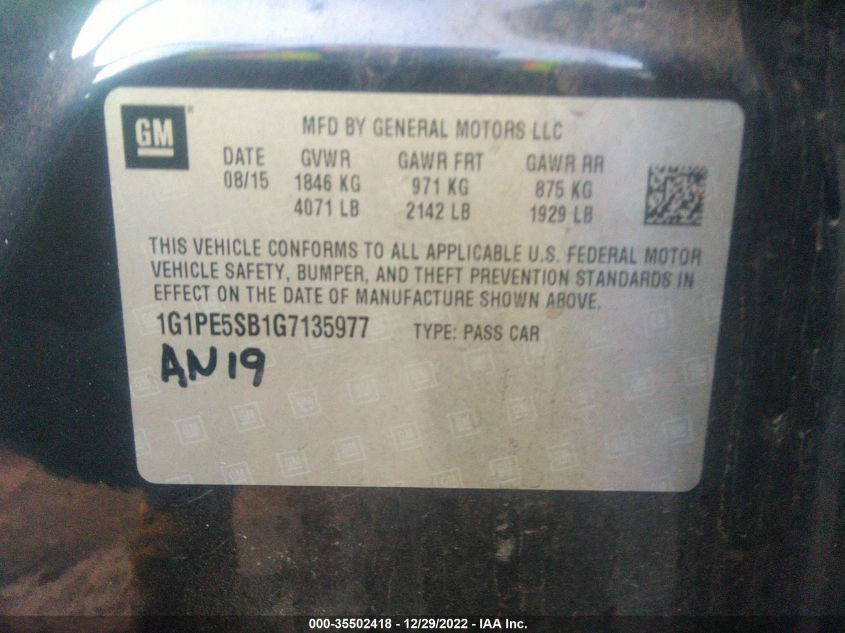 GM
MFD BY GENERAL MOTORS LLC
DATE GVWR GAWR FRT GAWR RR
08/15 1846 KG 971 KG 875 KG
4071 LB 2142 LB 1929 LB
THIS VEHICLE CONFORMS TO ALL APPLICABLE U.S. FEDERAL MOTOR
VEHICLE SAFETY, BUMPER, AND THEFT PREVENTION STANDARDS IN
EFFECT ON THE DATE OF MANUFACTURE SHOWN ABOVE.
1G1PE5SB1G7135977 TYPE: PASS CAR
AN19
000-35502418 - 12/29/2022 - IAA Inc.